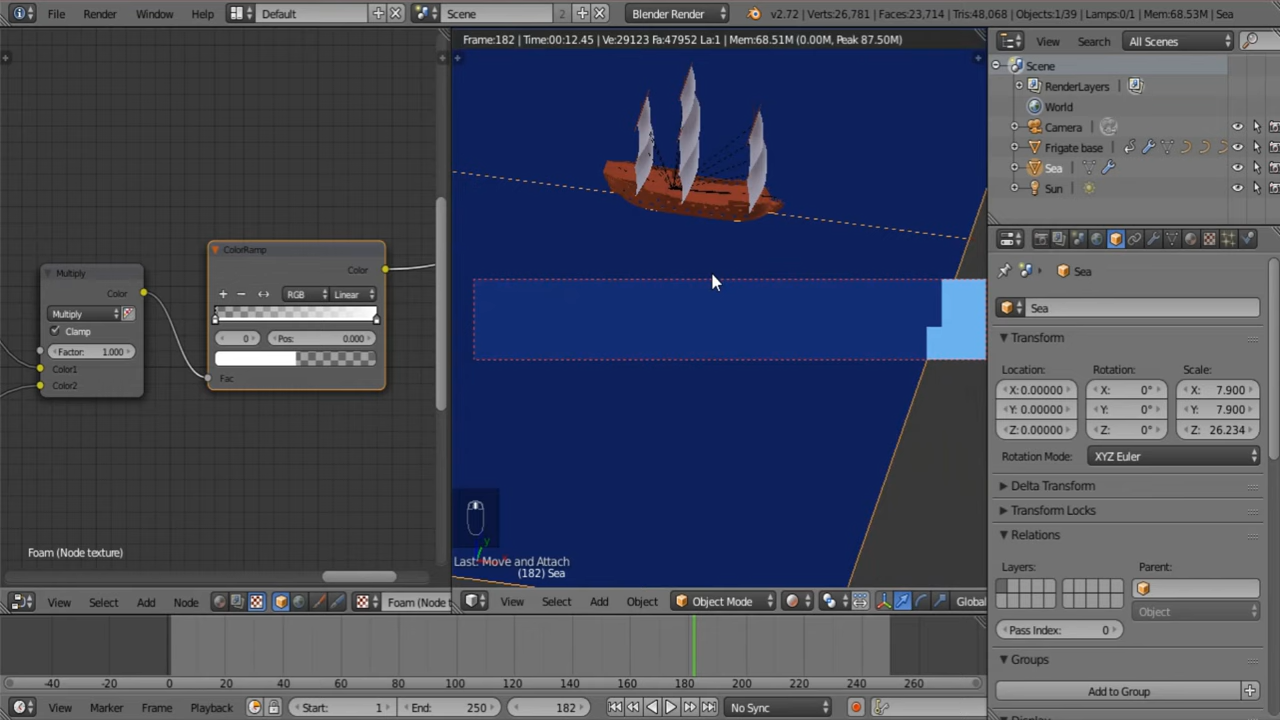 File Render Window Help Default Scene 2 Blender Render v2.72 | Verts:26,781 | Faces:23,714 | Tris:48,068 | Objects:1/39 | Lamps:0/1 | Mem:68.53M | Sea
Frame:182 | Time:00:12.45 | Ve:29123 Fa:47952 La:1 | Mem:68.51M (0.00M, Peak 87.50M)
View Search All Scenes
Scene
RenderLayers
World
Camera
Frigate base
Sea
Sun
ColorRamp
Color
RGB Linear
0 Pos: 0.000
Fac
Multiply
Color
Multiply
Clamp
Factor: 1.000
Color1
Color2
Foam (Node texture)
Last: Move and Attach
(182) Sea
Sea
Sea
Transform
Location: Rotation: Scale:
X: 0.00000 X: 0° X: 7.900
Y: 0.00000 Y: 0° Y: 7.900
Z: 0.00000 Z: 0° Z: 26.234
Rotation Mode: XYZ Euler
Delta Transform
Transform Locks
Relations
Layers: Parent:
Object
Pass Index: 0
Groups
Add to Group
View Select Add Node Foam (Node t
View Select Add Object Object Mode Global
-40 -20 0 20 40 60 80 100 120 140 160 180 200 220 240 260
View Marker Frame Playback Start: 1 End: 250 182 No Sync